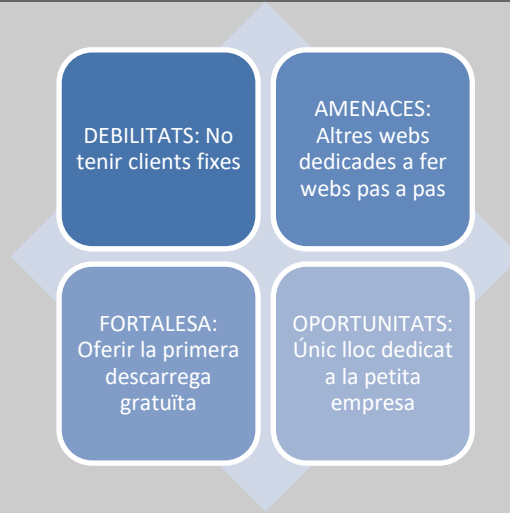 DEBILITATS: No
tenir clients fixes
AMENACES:
Altres webs
dedicades a fer
webs pas a pas
FORTALESA:
Oferir la primera
descarrega
gratuïta
OPORTUNITATS:
Únic lloc dedicat
a la petita
empresa